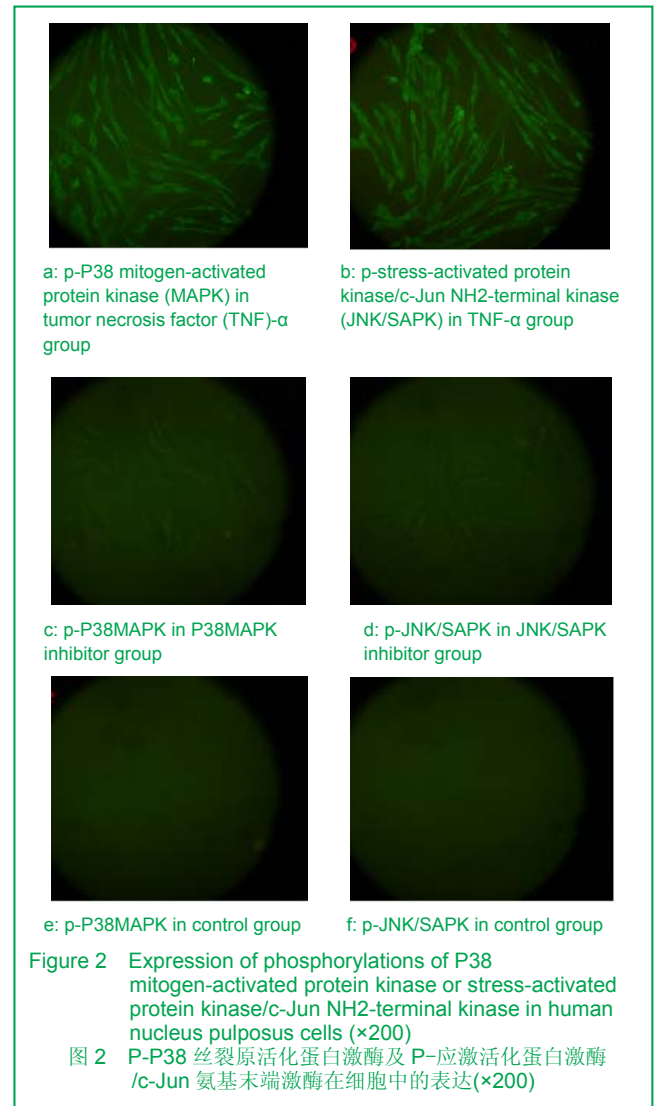 a: p-P38 mitogen-activated
protein kinase (MAPK) in
tumor necrosis factor (TNF)-α
group
b: p-stress-activated protein
kinase/c-Jun NH2-terminal kinase
(JNK/SAPK) in TNF-α group
c: p-P38MAPK in P38MAPK
inhibitor group
d: p-JNK/SAPK in JNK/SAPK
inhibitor group
e: p-P38MAPK in control group
f: p-JNK/SAPK in control group
Figure 2 Expression of phosphorylations of P38
mitogen-activated protein kinase or stress-activated
protein kinase/c-Jun NH2-terminal kinase in human
nucleus pulposus cells (×200)
图 2 P-P38 丝裂原活化蛋白激酶及 P-应激活化蛋白激酶
/c-Jun 氨基末端激酶在细胞中的表达(×200)